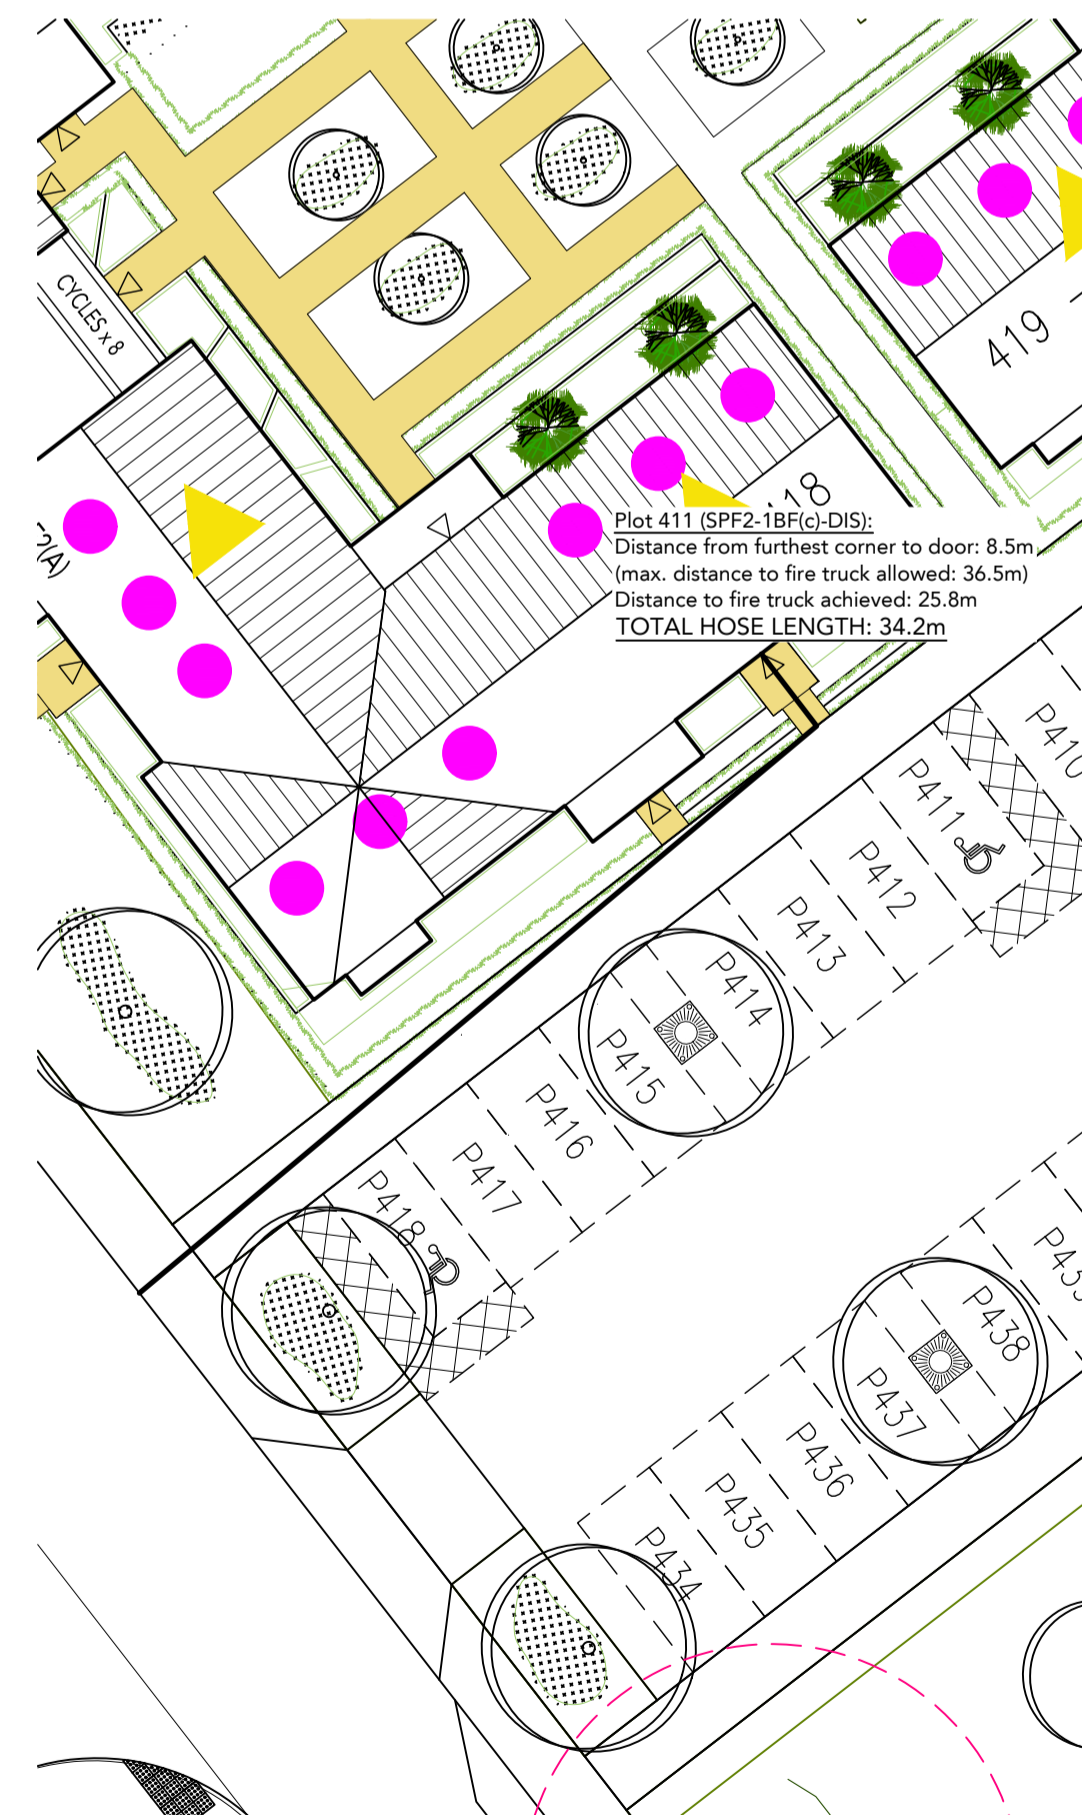 CYCLES x 8
419
Plot 411 (SPF2-1BF(c)-DIS):
Distance from furthest corner to door: 8.5m
(max. distance to fire truck allowed: 36.5m)
Distance to fire truck achieved: 25.8m
TOTAL HOSE LENGTH: 34.2m
P410
P411
P412
P413
P414
P415
P416
P417
P418
P438
P437
P436
P435
P434